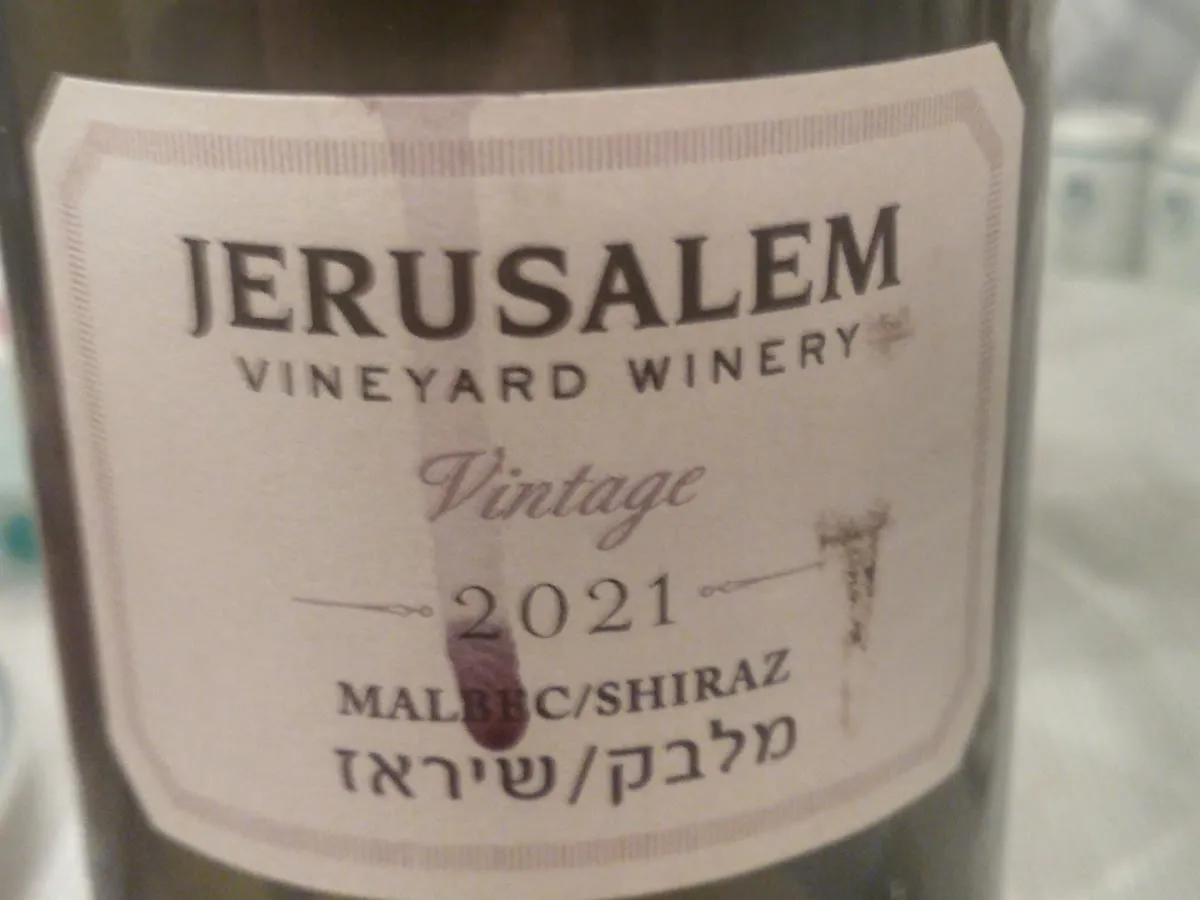 JERUSALEM
VINEYARD WINERY
Vintage
2021
MALBEC/SHIRAZ
מלבק/שיראז